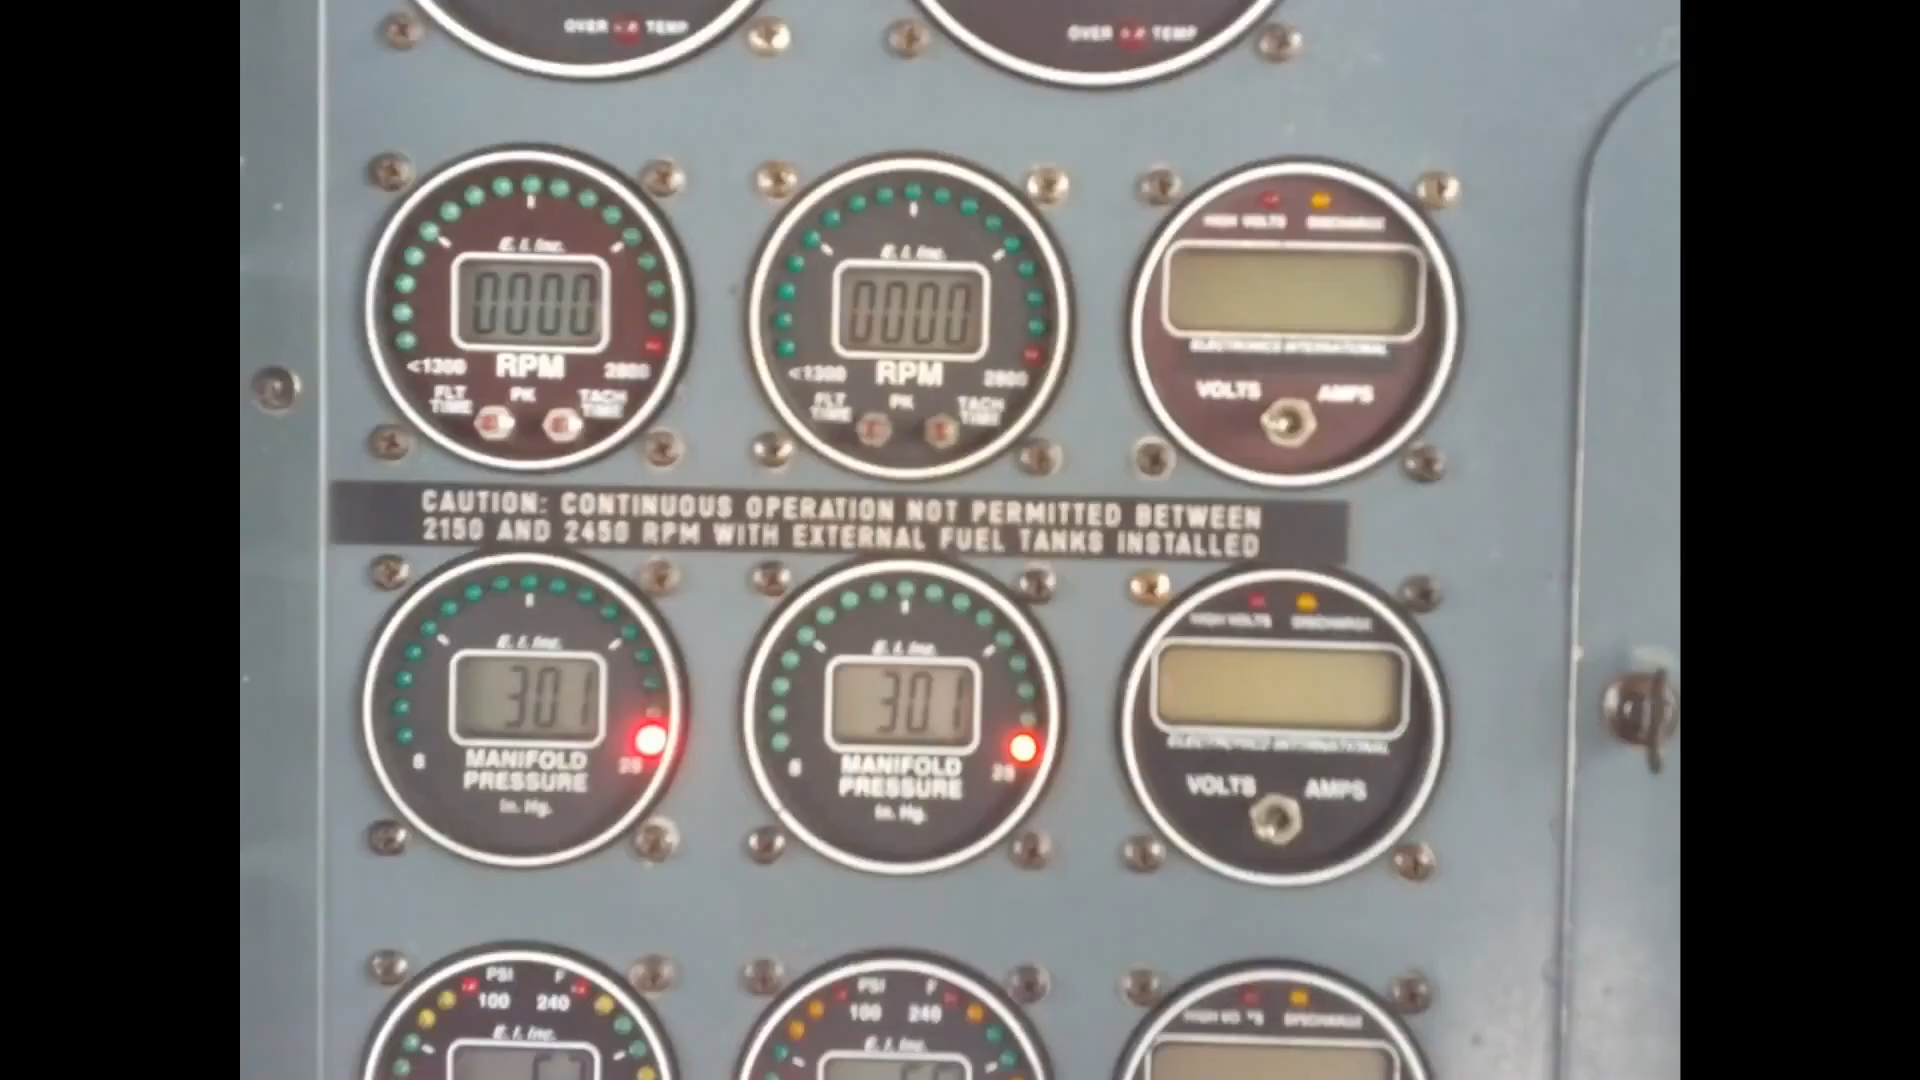 OVER TEMP
OVER TEMP
E. I. Inc.
0000
RPM
<1300 2800
FLT TIME PK TACH TIME
E. I. Inc.
0000
RPM
<1300 2800
FLT TIME PK TACH TIME
HIGH VOLTS DISCHARGE
ELECTRONICS INTERNATIONAL
VOLTS AMPS
CAUTION: CONTINUOUS OPERATION NOT PERMITTED BETWEEN
2150 AND 2450 RPM WITH EXTERNAL FUEL TANKS INSTALLED
E. I. Inc.
301
MANIFOLD
PRESSURE
In. Hg.
E. I. Inc.
301
MANIFOLD
PRESSURE
In. Hg.
HIGH VOLTS DISCHARGE
ELECTRONICS INTERNATIONAL
VOLTS AMPS
PSI F
100 240
E. I. Inc.
PSI F
100 240
E. I. Inc.
HIGH VOLTS DISCHARGE